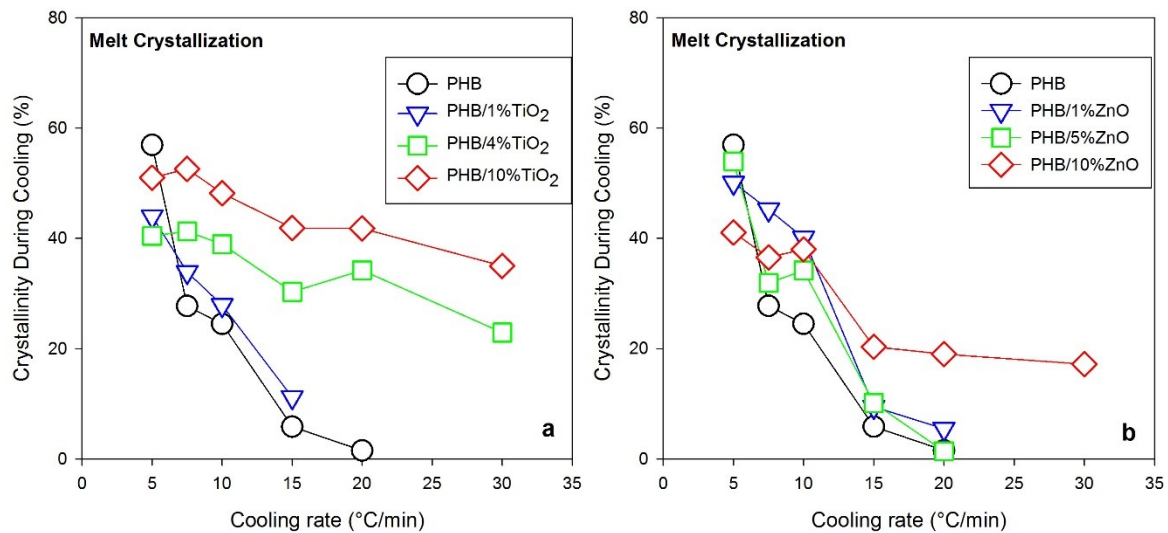 Melt Crystallization
PHB
PHB/1%TiO₂
PHB/4%TiO₂
PHB/10%TiO₂
80
60
40
20
0
Crystallinity During Cooling (%)
a
0 5 10 15 20 25 30 35
Cooling rate (°C/min)
Melt Crystallization
PHB
PHB/1%ZnO
PHB/5%ZnO
PHB/10%ZnO
80
60
40
20
0
Crystallinity During Cooling (%)
b
0 5 10 15 20 25 30 35
Cooling rate (°C/min)